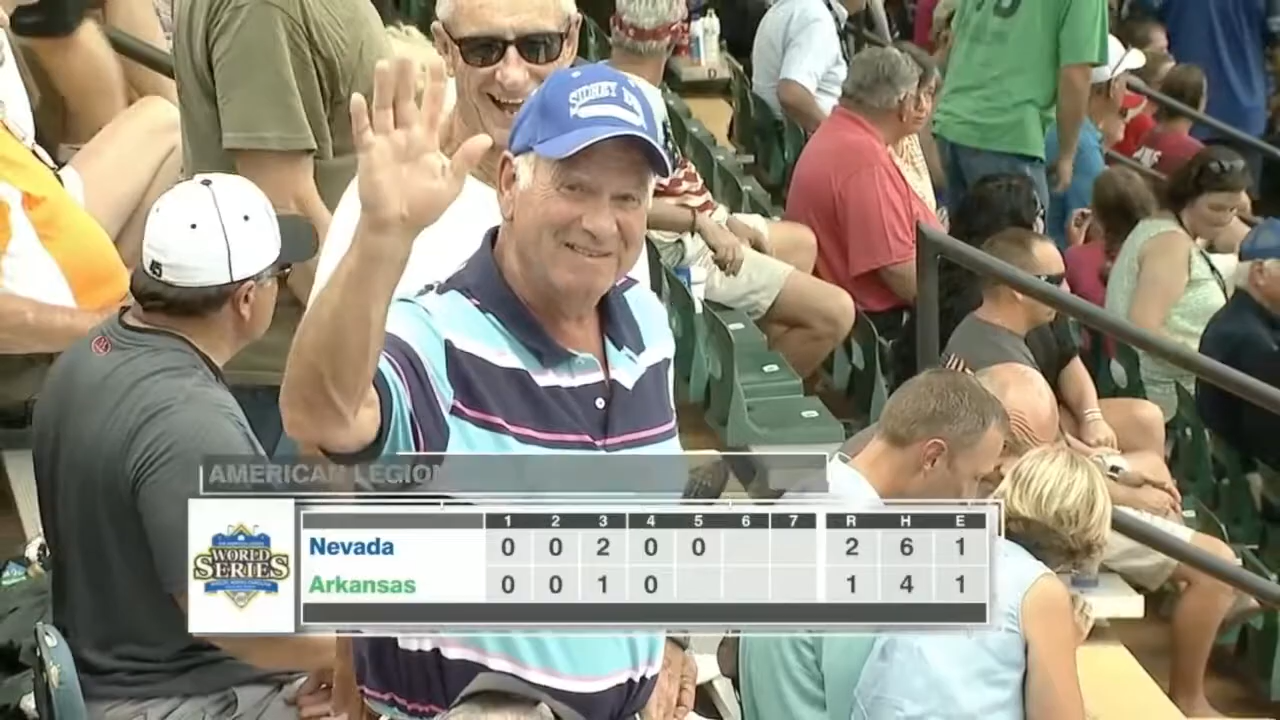 SIDNEY
AMERICAN LEGION
WORLD
SERIES
1 2 3 4 5 6 7 R H E
Nevada 0 0 2 0 0 2 6 1
Arkansas 0 0 1 0 1 4 1